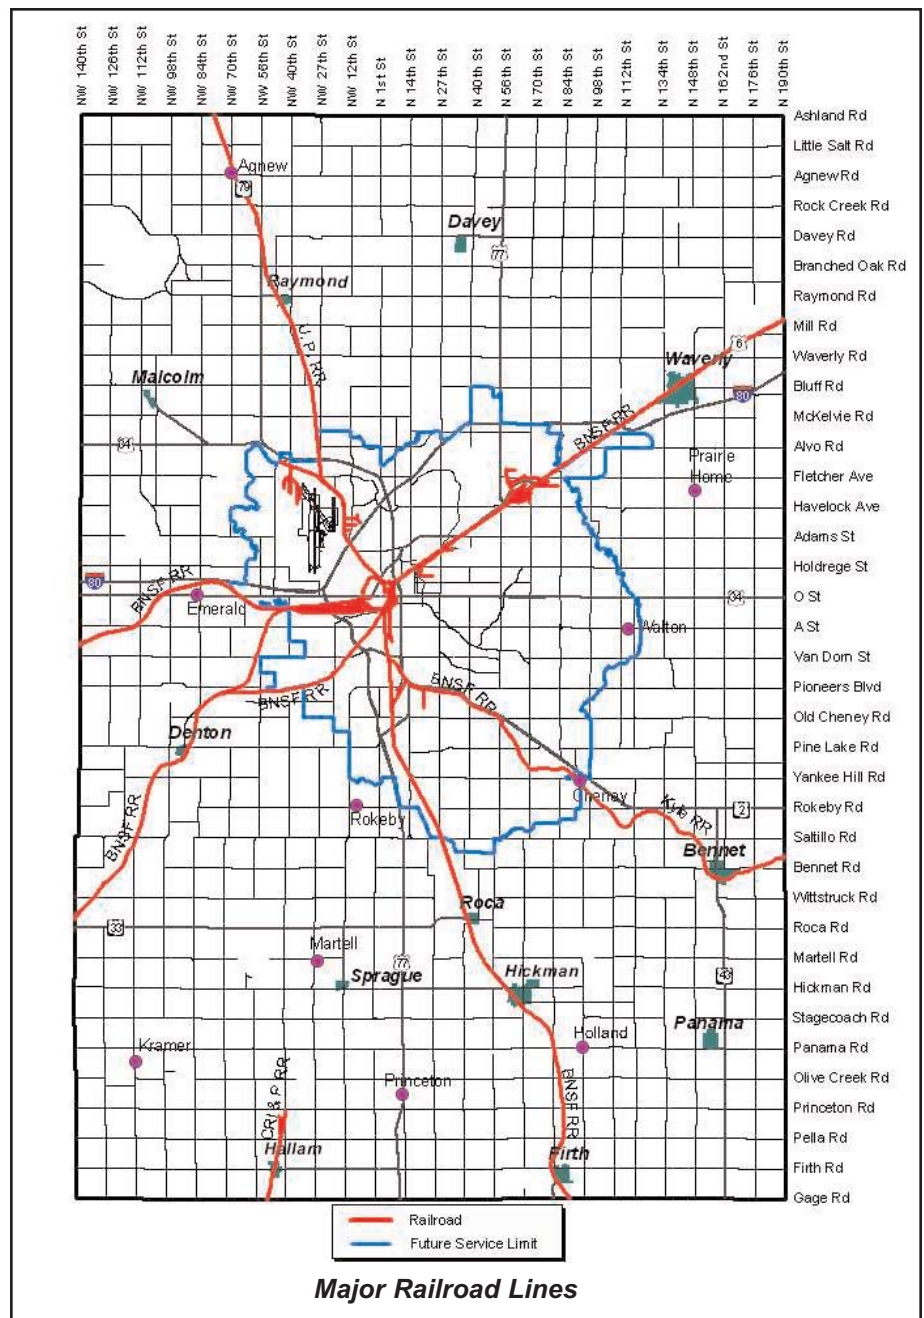 NW 140th St
NW 126th St
NW 112th St
NW 98th St
NW 84th St
NW 70th St
NW 56th St
NW 40th St
NW 27th St
NW 12th St
N 1st St
N 14th St
N 27th St
N 40th St
N 56th St
N 70th St
N 84th St
N 98th St
N 112th St
N 134th St
N 148th St
N 162nd St
N 176th St
N 190th St
Ashland Rd
Little Salt Rd
Agnew Rd
Rock Creek Rd
Davey Rd
Branched Oak Rd
Raymond Rd
Mill Rd
Waverly Rd
Bluff Rd
McKelvie Rd
Alvo Rd
Fletcher Ave
Havelock Ave
Adams St
Holdrege St
O St
A St
Van Dorn St
Pioneers Blvd
Old Cheney Rd
Pine Lake Rd
Yankee Hill Rd
Rokeby Rd
Saltillo Rd
Bennet Rd
Wittstruck Rd
Roca Rd
Martell Rd
Hickman Rd
Stagecoach Rd
Panama Rd
Olive Creek Rd
Princeton Rd
Pella Rd
Firth Rd
Gage Rd
Agnew
79
Davey
77
Raymond
U.P. RR
6
Waverly
80
Malcolm
BNSF RR
34
Prairie
Home
80
BNSF RR
Emerald
34
Walton
BNSF RR
BNSF RR
Denton
Cheney
BNSF RR
Rokeby
Kyle RR
2
Bennet
Roca
33
Martell
77
Sprague
Hickman
43
Holland
Panama
Kramer
CRI & P RR
Princeton
BNSF RR
Hallam
Firth
Railroad
Future Service Limit
Major Railroad Lines